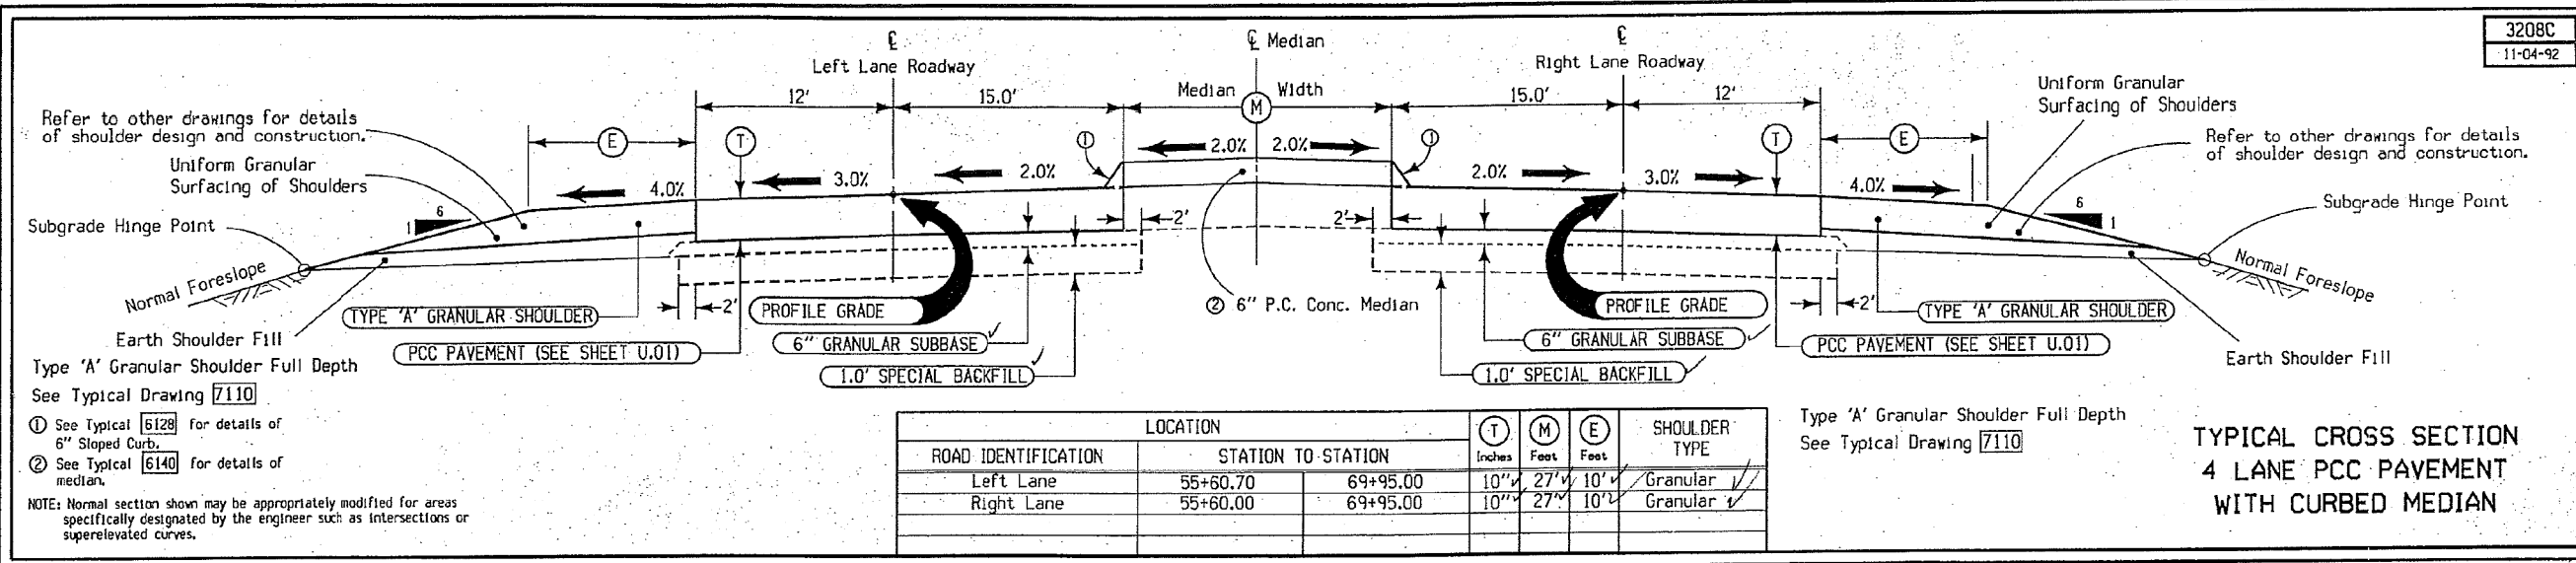 3208C
11-04-92
℄
Left Lane Roadway
℄ Median
℄
Right Lane Roadway
12'
15.0'
Median Width
M
15.0'
12'
Refer to other drawings for details
of shoulder design and construction.
Uniform Granular
Surfacing of Shoulders
Subgrade Hinge Point
E
T
①
①
T
E
Uniform Granular
Surfacing of Shoulders
Refer to other drawings for details
of shoulder design and construction.
Subgrade Hinge Point
4.0%
3.0%
2.0%
2.0%
2.0%
2.0%
3.0%
4.0%
6
1
6
1
2'
2'
Normal Foreslope
Normal Foreslope
2'
2'
TYPE 'A' GRANULAR SHOULDER
PROFILE GRADE
② 6" P.C. Conc. Median
PROFILE GRADE
TYPE 'A' GRANULAR SHOULDER
Earth Shoulder Fill
PCC PAVEMENT (SEE SHEET U.01)
6" GRANULAR SUBBASE
1.0' SPECIAL BACKFILL
6" GRANULAR SUBBASE
1.0' SPECIAL BACKFILL
PCC PAVEMENT (SEE SHEET U.01)
Earth Shoulder Fill
Type 'A' Granular Shoulder Full Depth
See Typical Drawing 7110
① See Typical 6128 for details of
6" Sloped Curb.
② See Typical 6140 for details of
median.
NOTE: Normal section shown may be appropriately modified for areas
specifically designated by the engineer such as intersections or
superelevated curves.
LOCATION T M E SHOULDER
ROAD IDENTIFICATION STATION TO STATION Inches Feet Feet TYPE
Left Lane 55+60.70 69+95.00 10" 27' 10' Granular
Right Lane 55+60.00 69+95.00 10" 27' 10' Granular
Type 'A' Granular Shoulder Full Depth
See Typical Drawing 7110
TYPICAL CROSS SECTION
4 LANE PCC PAVEMENT
WITH CURBED MEDIAN